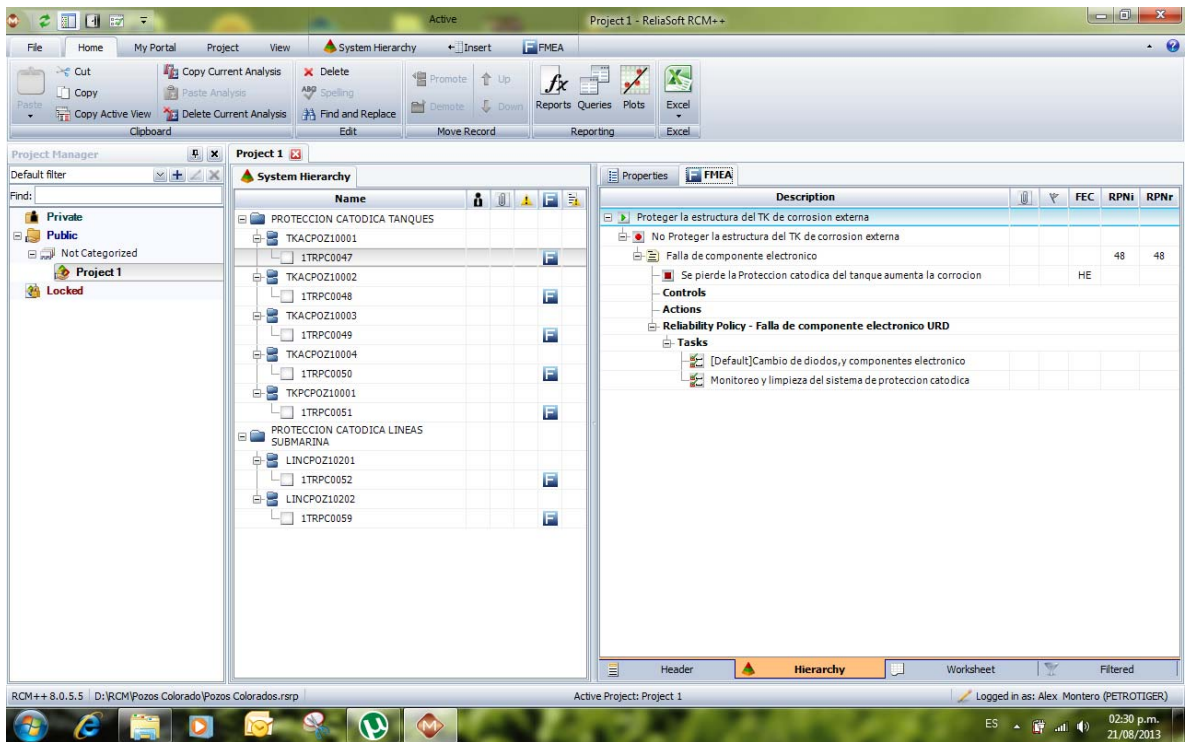 Active
Project 1 - ReliaSoft RCM++
File Home My Portal Project View System Hierarchy Insert FMEA
Cut
Copy
Copy Active View
Paste
Copy Current Analysis
Paste Analysis
Delete Current Analysis
Delete
Spelling
Find and Replace
Promote Up
Demote Down
Reports Queries Plots
Excel
Clipboard Edit Move Record Reporting Excel
Project Manager
Default filter
Find:
Private
Public
Not Categorized
Project 1
Locked
Project 1
System Hierarchy
Name
PROTECCION CATODICA TANQUES
TKACPOZ10001
1TRPC0047
TKACPOZ10002
1TRPC0048
TKACPOZ10003
1TRPC0049
TKACPOZ10004
1TRPC0050
TKPCPOZ10001
1TRPC0051
PROTECCION CATODICA LINEAS
SUBMARINA
LINCPOZ10201
1TRPC0052
LINCPOZ10202
1TRPC0059
Properties FMEA
Description FEC RPNi RPNr
Proteger la estructura del TK de corrosion externa
No Proteger la estructura del TK de corrosion externa
Falla de componente electronico 48 48
Se pierde la Proteccion catodica del tanque aumenta la corrocion HE
Controls
Actions
Reliability Policy - Falla de componente electronico URD
Tasks
[Default]Cambio de diodos,y componentes electronico
Monitoreo y limpieza del sistema de proteccion catodica
Header Hierarchy Worksheet Filtered
RCM++ 8.0.5.5 D:\RCM\Pozos Colorado\Pozos Colorados.rsrp Active Project: Project 1 Logged in as: Alex Montero (PETROTIGER)
ES 02:30 p.m.
21/08/2013